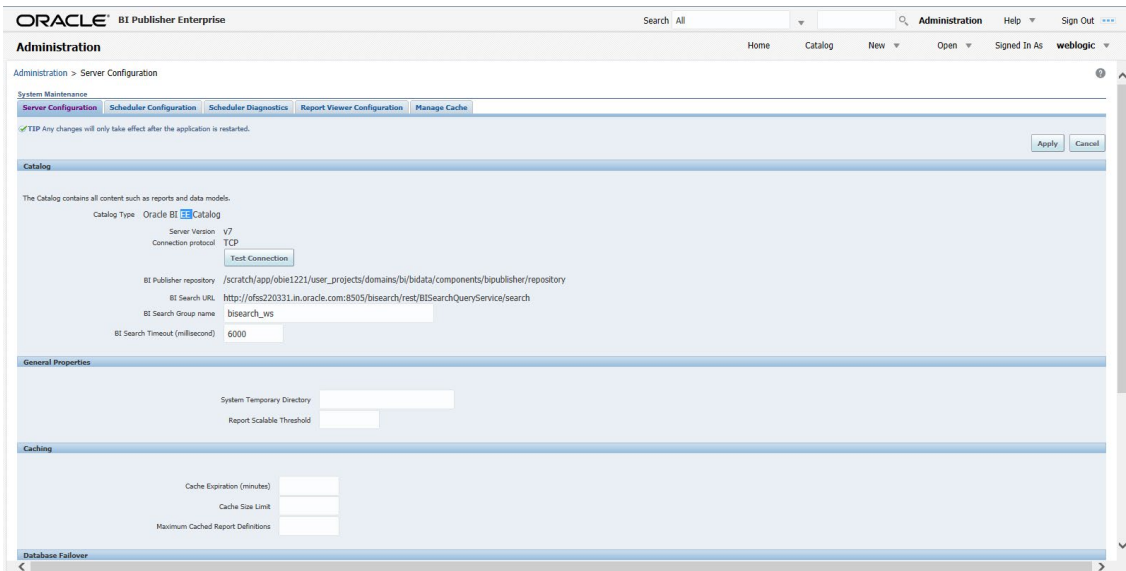 ORACLE® BI Publisher Enterprise Search All Administration Help Sign Out
Administration Home Catalog New Open Signed In As weblogic
Administration > Server Configuration
System Maintenance
Server Configuration Scheduler Configuration Scheduler Diagnostics Report Viewer Configuration Manage Cache
TIP Any changes will only take effect after the application is restarted.
Apply Cancel
Catalog
The Catalog contains all content such as reports and data models.
Catalog Type Oracle BI EE Catalog
Server Version v7
Connection protocol TCP
Test Connection
BI Publisher repository /scratch/app/obie1221/user_projects/domains/bi/bidata/components/bipublisher/repository
BI Search URL http://ofss220331.in.oracle.com:8505/bisearch/rest/BISearchQueryService/search
BI Search Group name bisearch_ws
BI Search Timeout (millisecond) 6000
General Properties
System Temporary Directory
Report Scalable Threshold
Caching
Cache Expiration (minutes)
Cache Size Limit
Maximum Cached Report Definitions
Database Failover